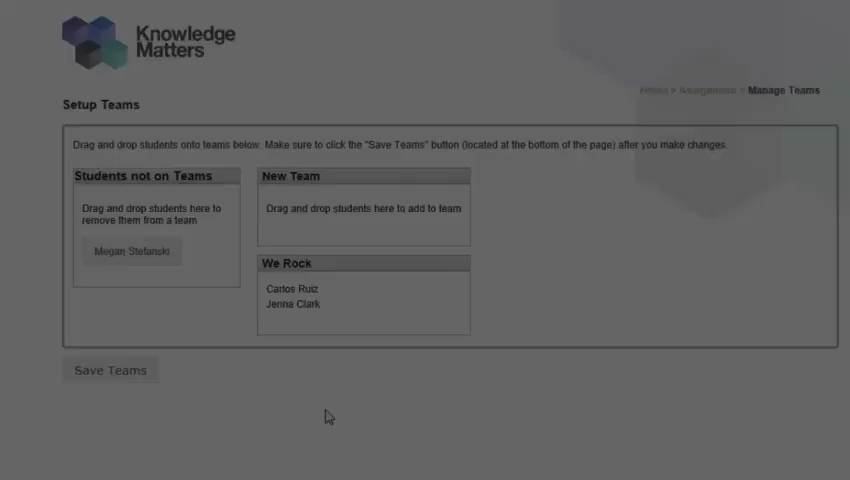 Knowledge
Matters
Home > Assignment > Manage Teams
Setup Teams
Drag and drop students onto teams below. Make sure to click the "Save Teams" button (located at the bottom of the page) after you make changes.
Students not on Teams
Drag and drop students here to
remove them from a team
Megan Stefanski
New Team
Drag and drop students here to add to team
We Rock
Carlos Ruiz
Jenna Clark
Save Teams